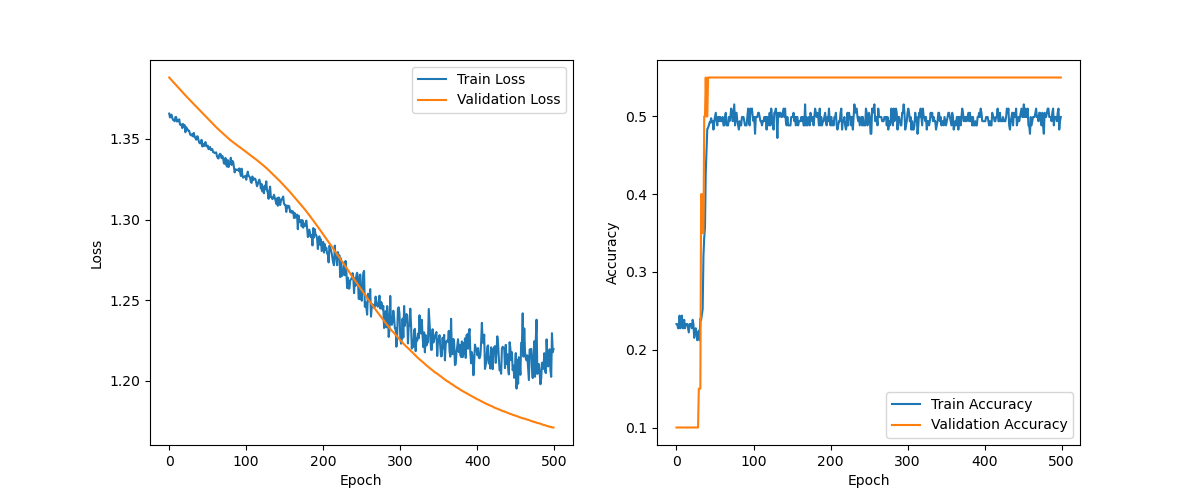 Train Loss
Validation Loss
1.35
1.30
1.25
1.20
Loss
0 100 200 300 400 500
Epoch
0.5
0.4
0.3
0.2
0.1
Accuracy
Train Accuracy
Validation Accuracy
0 100 200 300 400 500
Epoch